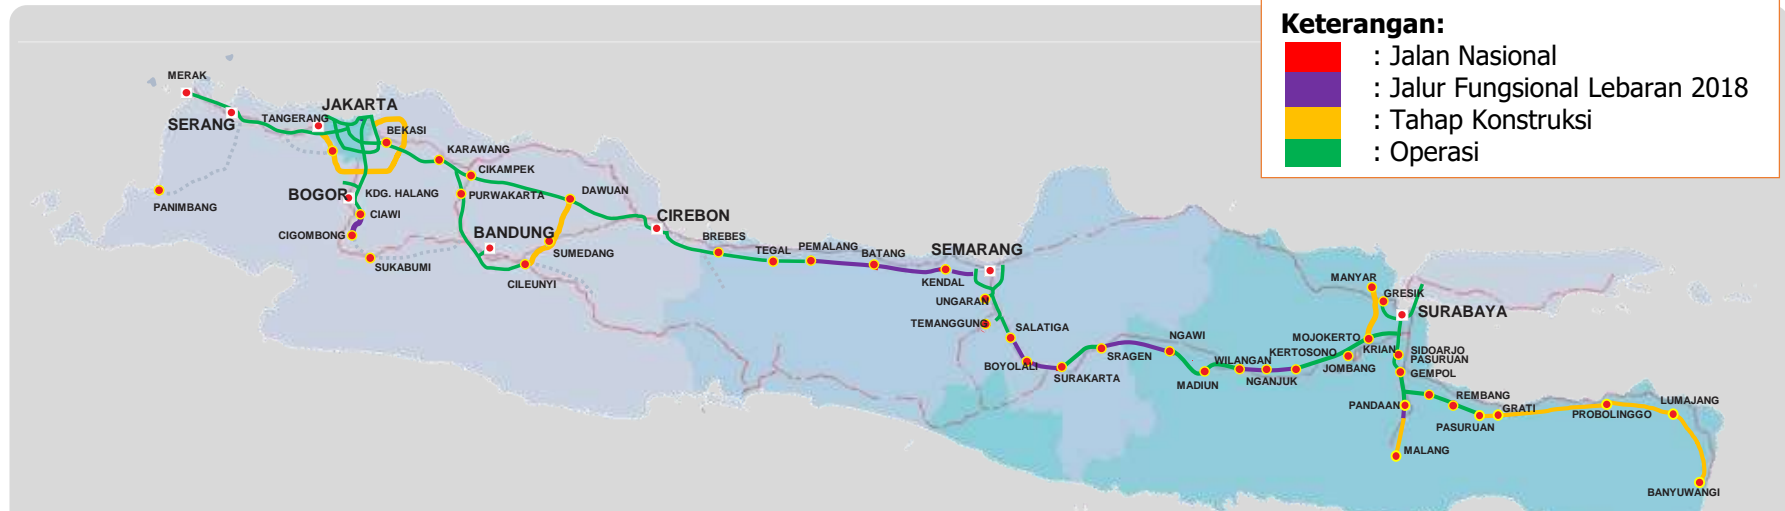 Keterangan:
: Jalan Nasional
: Jalur Fungsional Lebaran 2018
: Tahap Konstruksi
: Operasi
MERAK
SERANG
TANGERANG
JAKARTA
BEKASI
KARAWANG
CIKAMPEK
PURWAKARTA
DAWUAN
BOGOR
KDG. HALANG
CIAWI
CIGOMBONG
SUKABUMI
PANIMBANG
BANDUNG
SUMEDANG
CILEUNYI
CIREBON
BREBES
TEGAL
PEMALANG
BATANG
SEMARANG
KENDAL
UNGARAN
TEMANGGUNG
SALATIGA
BOYOLALI
SURAKARTA
SRAGEN
NGAWI
MADIUN
WILANGAN
NGANJUK
KERTOSONO
JOMBANG
MOJOKERTO
KRIAN
MANYAR
GRESIK
SURABAYA
SIDOARJO
PASURUAN
GEMPOL
PANDAAN
MALANG
REMBANG
PASURUAN
GRATI
PROBOLINGGO
LUMAJANG
BANYUWANGI